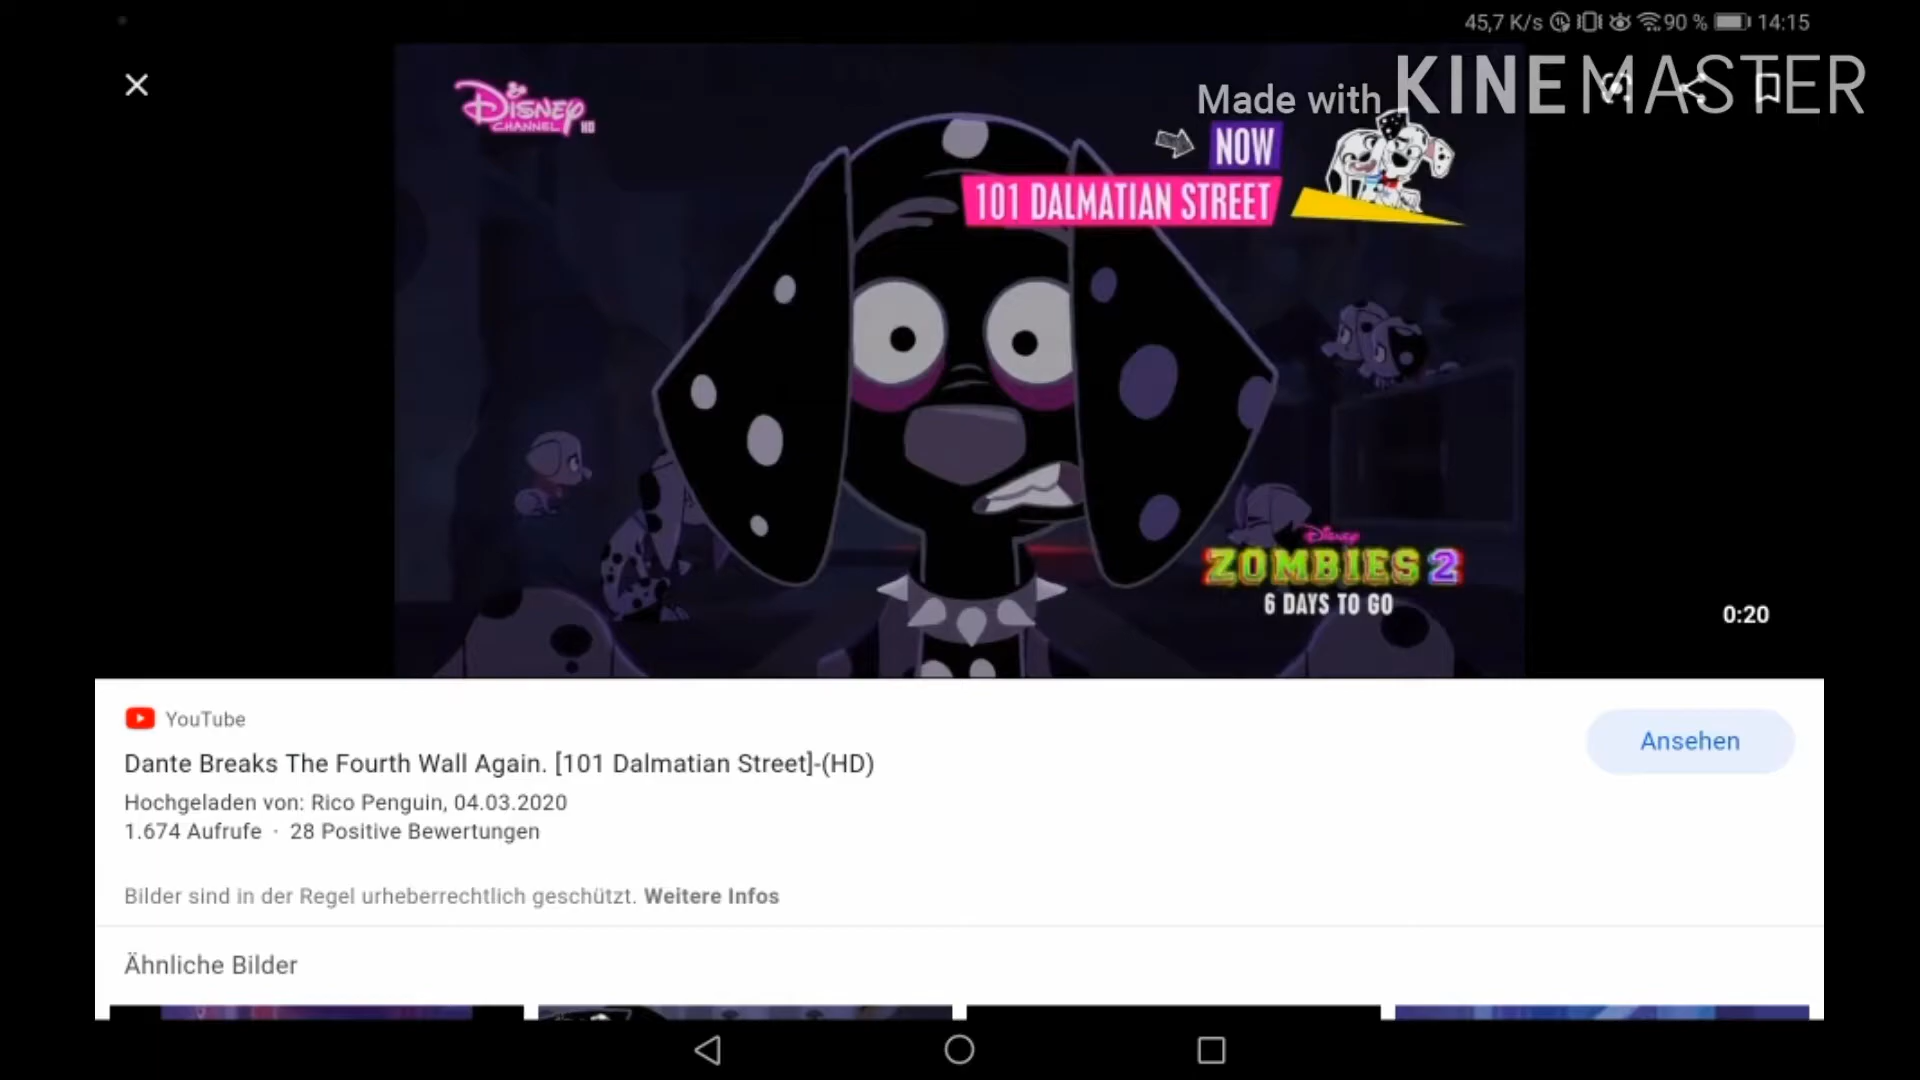 45,7 K/s 90 % 14:15
Made with KINEMASTER
DISNEY
CHANNEL HD
NOW
101 DALMATIAN STREET
Disney
ZOMBIES 2
6 DAYS TO GO
0:20
YouTube
Ansehen
Dante Breaks The Fourth Wall Again. [101 Dalmatian Street]-(HD)
Hochgeladen von: Rico Penguin, 04.03.2020
1.674 Aufrufe · 28 Positive Bewertungen
Bilder sind in der Regel urheberrechtlich geschützt. Weitere Infos
Ähnliche Bilder